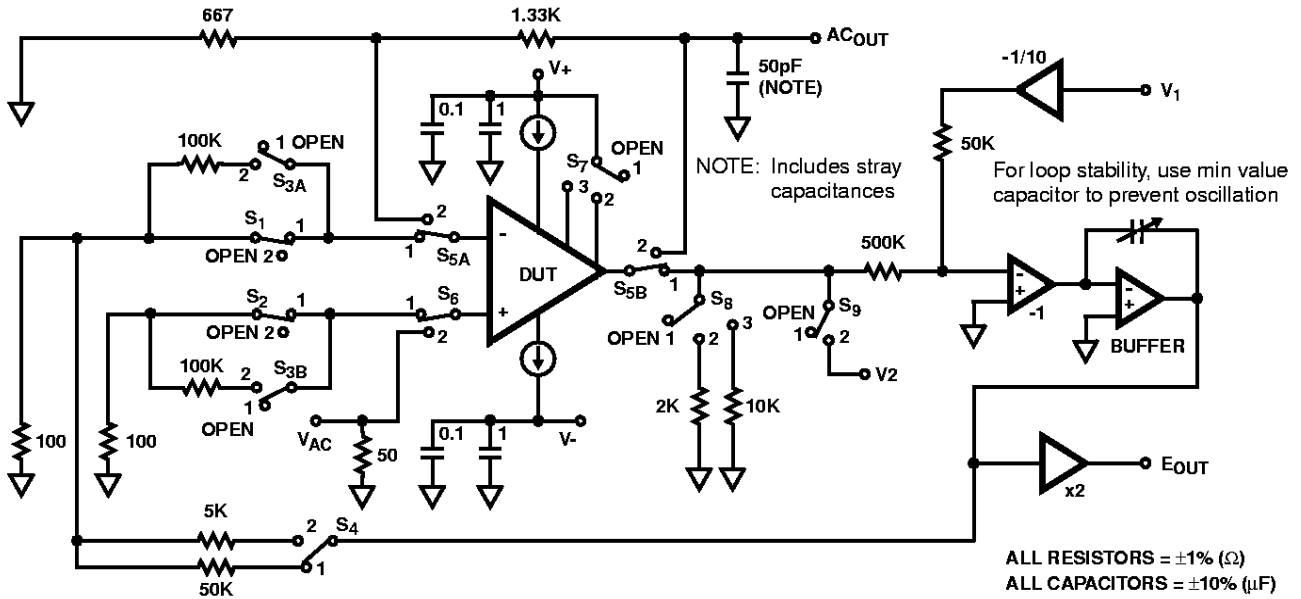 667
1.33K
ACOUT
50pF
(NOTE)
-1/10
V1
V+
0.1
1
100K
1 OPEN
2
S3A
OPEN
S7
1
3
2
50K
NOTE: Includes stray
capacitances
For loop stability, use min value
capacitor to prevent oscillation
S1
1
OPEN 2
2
1
S5A
-
DUT
+
2
S5B
1
500K
-
+
-1
-
+
BUFFER
S2
1
OPEN 2
1
S6
2
100K
2
S3B
1
OPEN
S8
OPEN 1
2
3
OPEN
S9
1
2
V2
2K
10K
100
100
VAC
50
0.1
1
V-
EOUT
x2
5K
2
S4
1
50K
ALL RESISTORS = ±1% (Ω)
ALL CAPACITORS = ±10% (µF)